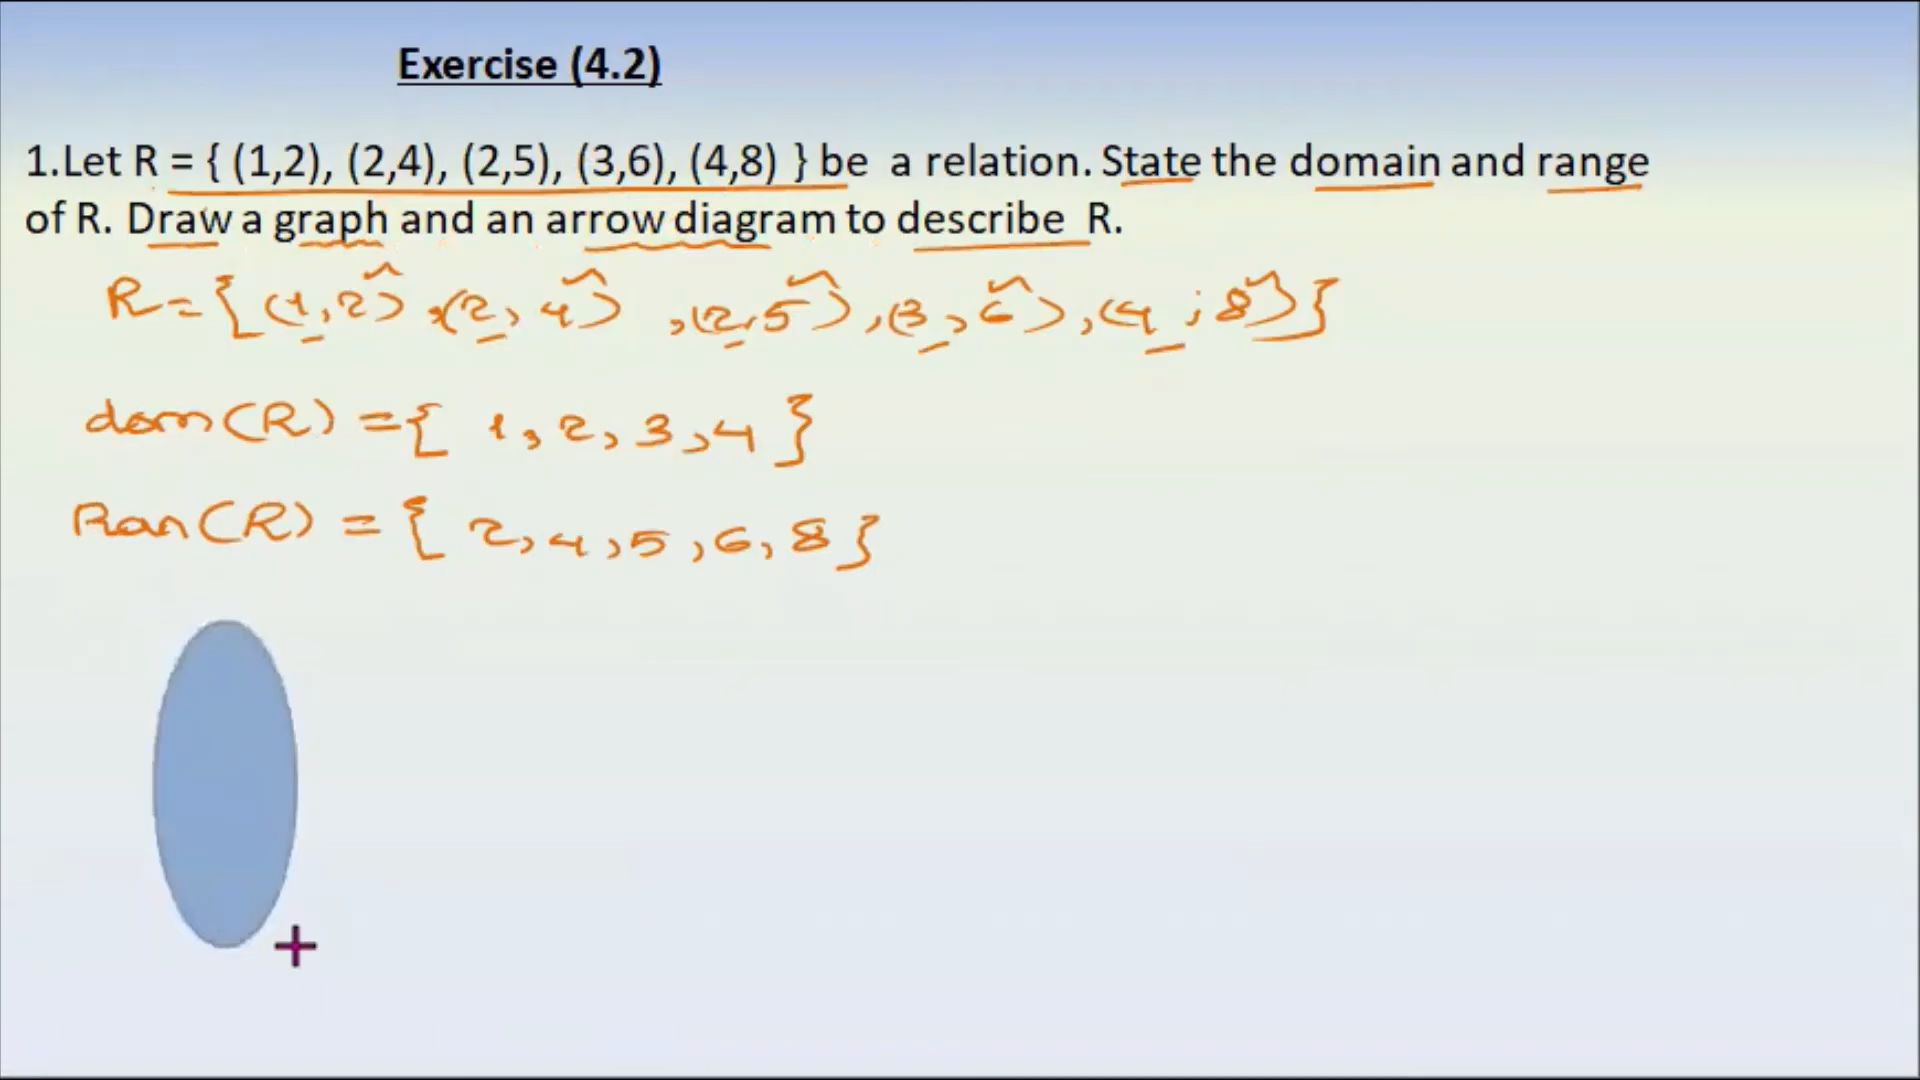 Exercise (4.2)
1.Let R = { (1,2), (2,4), (2,5), (3,6), (4,8) } be a relation. State the domain and range
of R. Draw a graph and an arrow diagram to describe R.
R={(1,2),(2,4),(2,5),(3,6),(4,8)}
dom(R)={1,2,3,4}
Ran(R)={2,4,5,6,8}